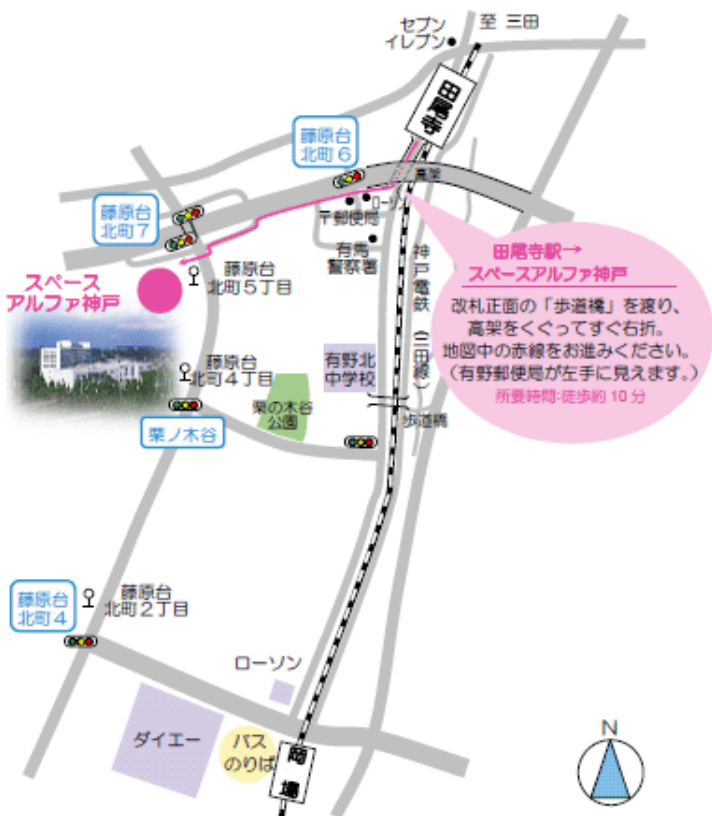 セブン
イレブン
至 三田
田尾寺
藤原台
北町6
高架
ローソン
〒郵便局
藤原台
北町7
有馬
警察署
スペース
アルファ神戸
藤原台
北町5丁目
神戸電鉄(三田線)
田尾寺駅→
スペースアルファ神戸
改札正面の「歩道橋」を渡り、
高架をくぐってすぐ右折。
地図中の赤線をお進みください。
(有野郵便局が左手に見えます。)
所要時間:徒歩約10分
藤原台
北町4丁目
有野北
中学校
栗の木谷
公園
栗ノ木谷
歩道橋
藤原台
北町4
藤原台
北町2丁目
ローソン
ダイエー
バス
のりば
岡場
N